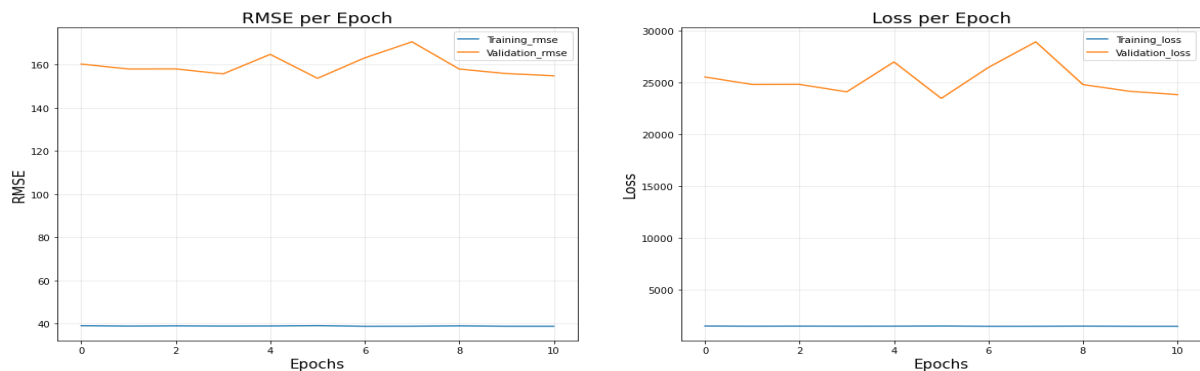 RMSE per Epoch
Training_rmse
Validation_rmse
160
140
120
100
80
60
40
RMSE
0 2 4 6 8 10
Epochs
Loss per Epoch
Training_loss
Validation_loss
30000
25000
20000
15000
10000
5000
Loss
0 2 4 6 8 10
Epochs